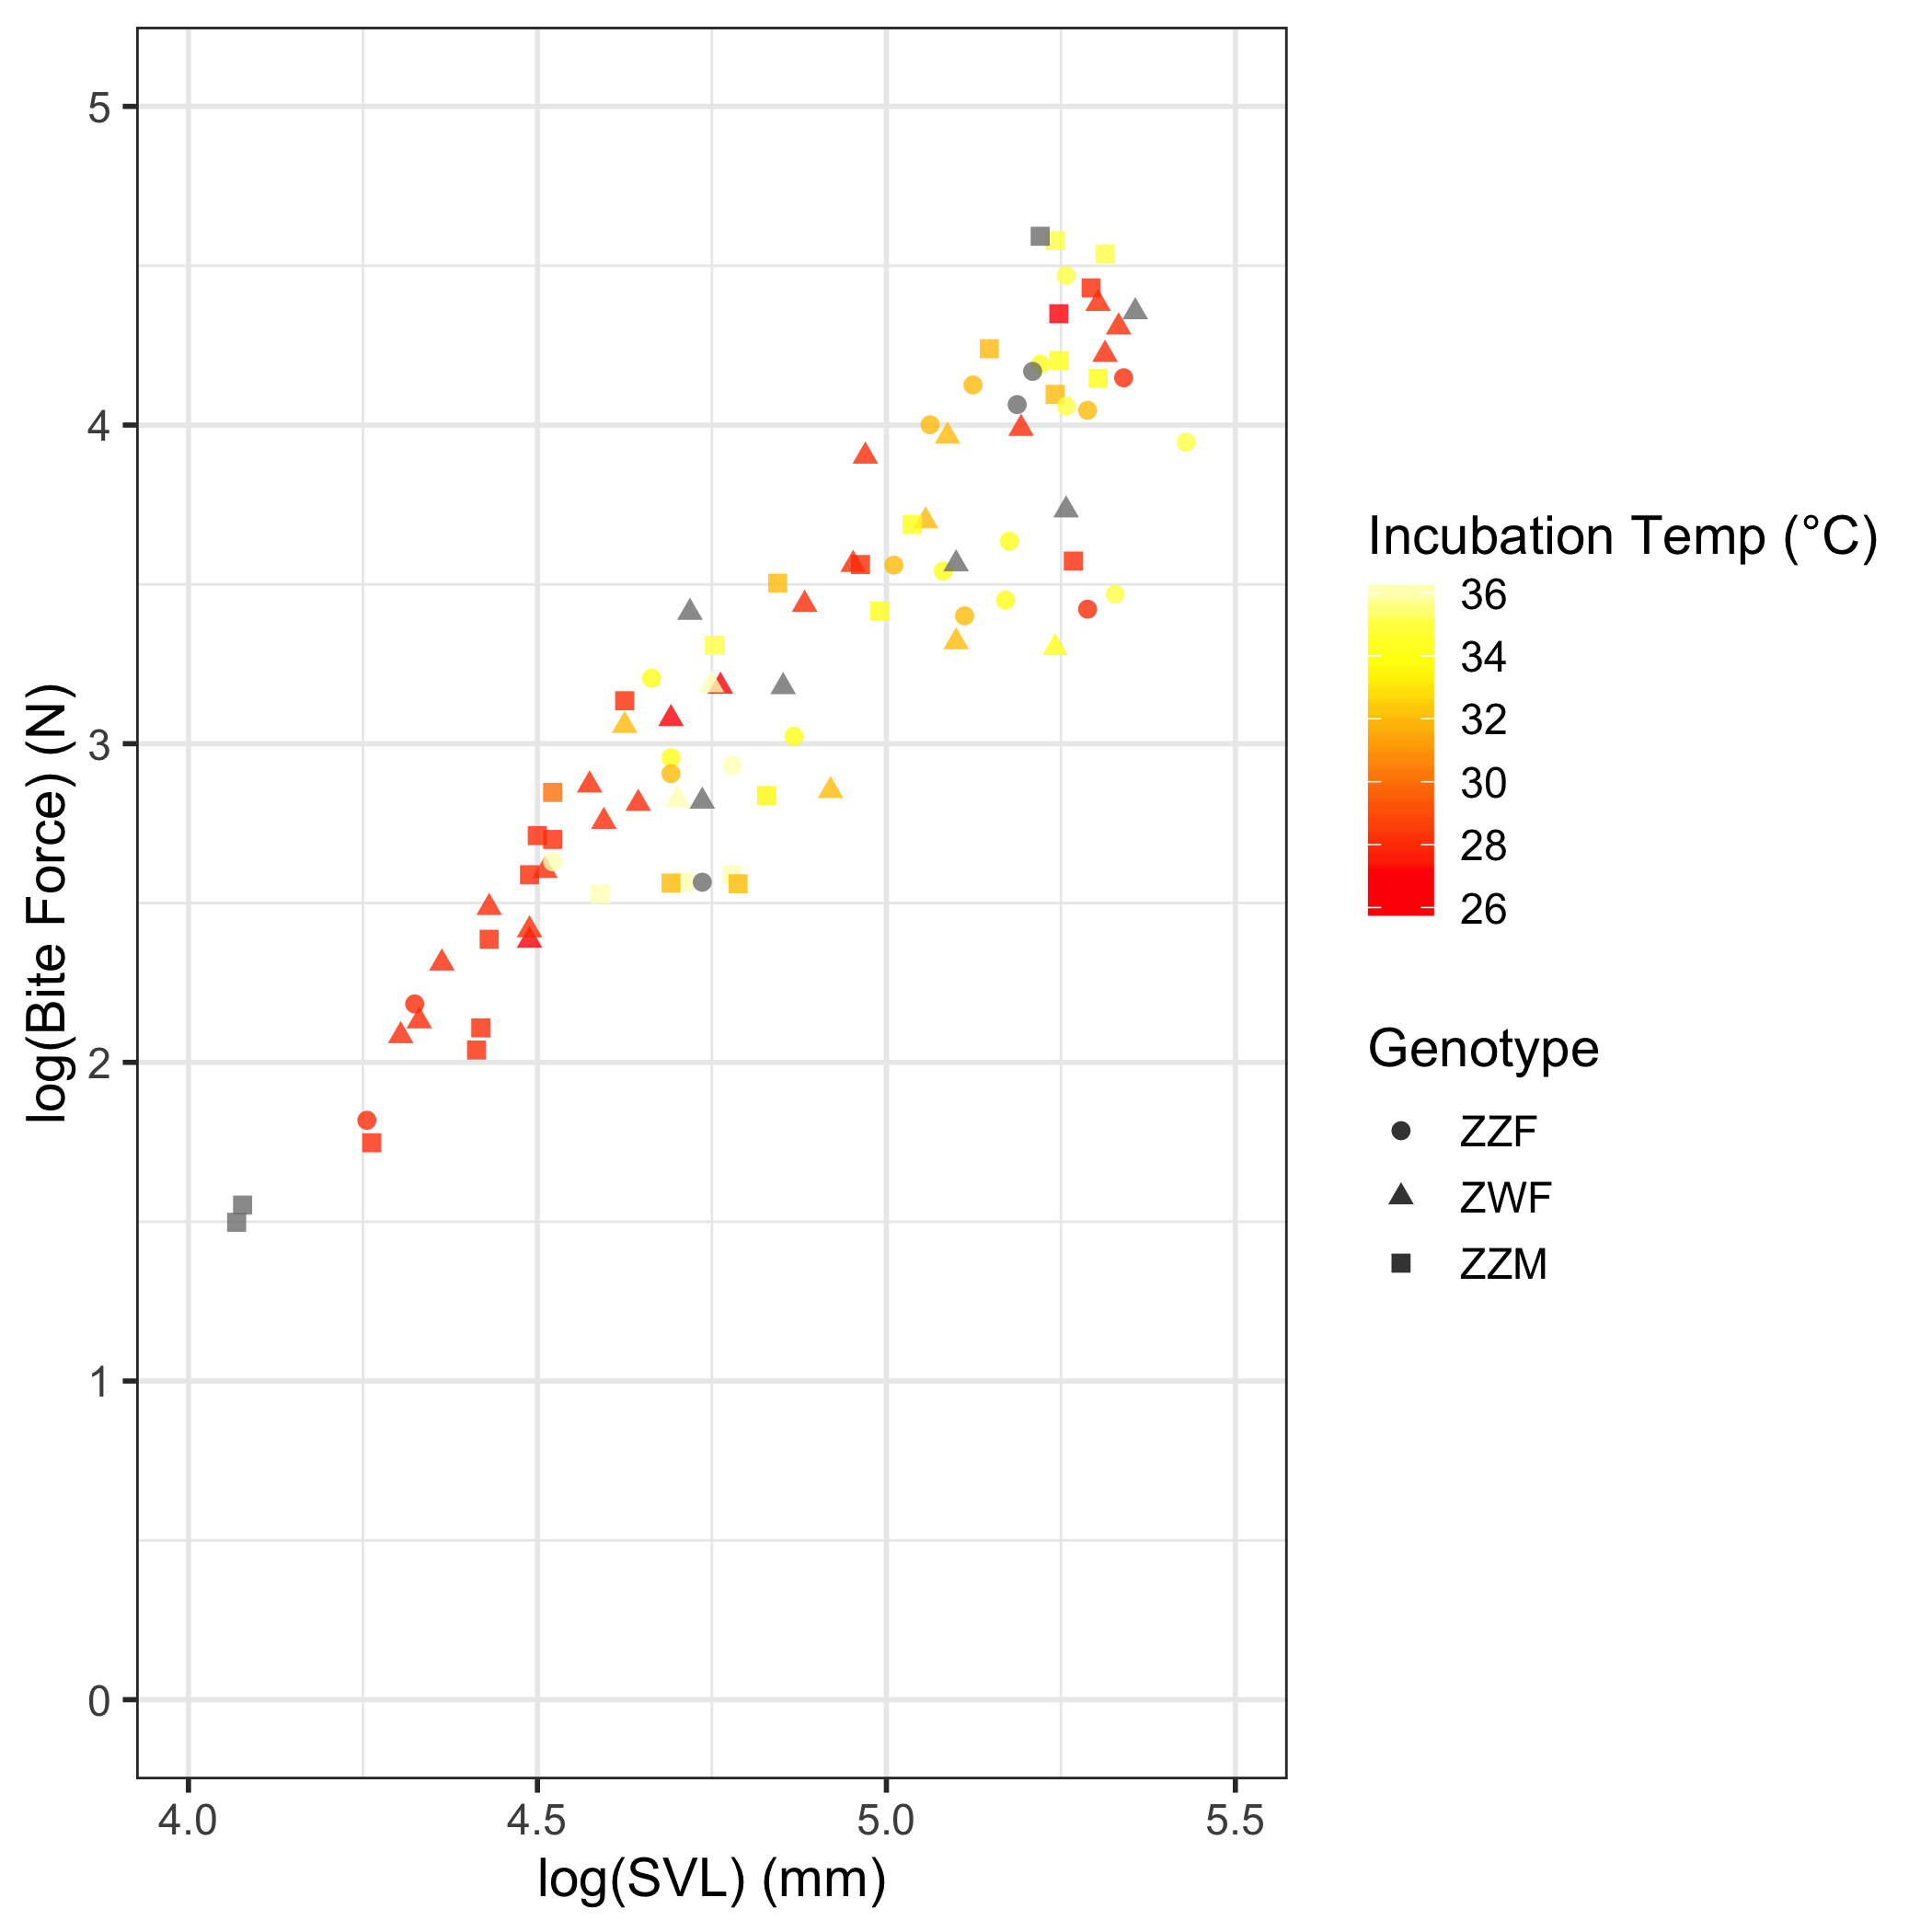 5
4
3
2
1
0
log(Bite Force) (N)
4.0
4.5
5.0
5.5
log(SVL) (mm)
Incubation Temp (°C)
36
34
32
30
28
26
Genotype
ZZF
ZWF
ZZM